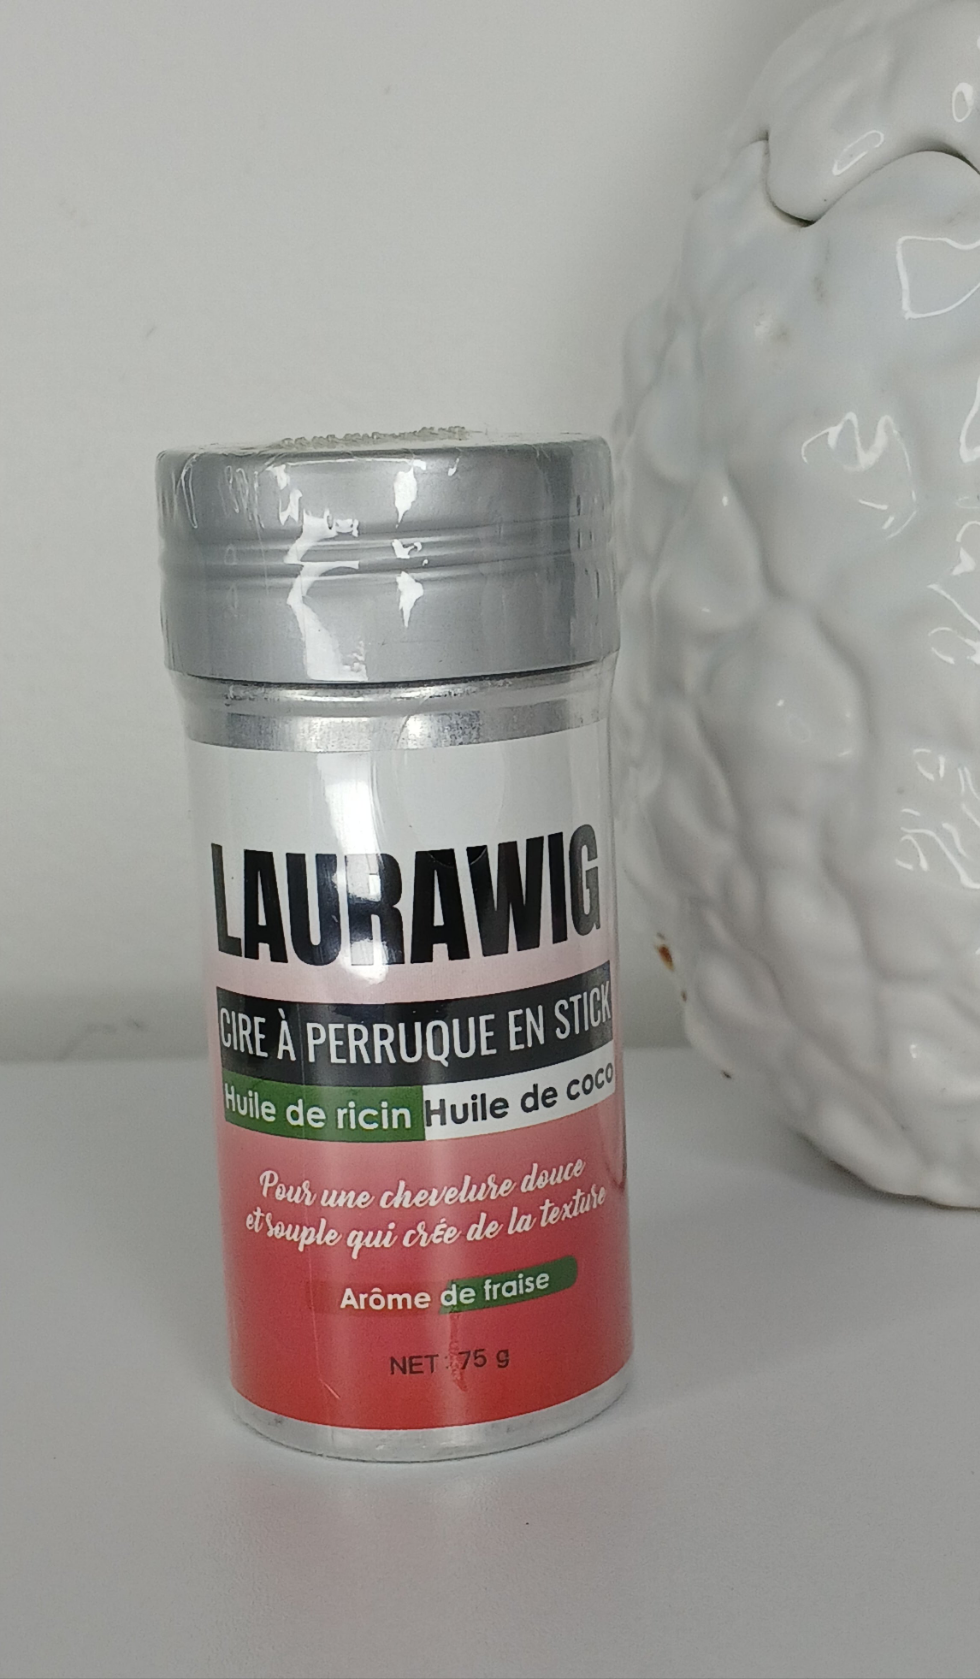 LAURAWIG
CIRE À PERRUQUE EN STICK
Huile de ricin Huile de coco
Pour une chevelure douce
et souple qui crée de la texture
Arôme de fraise
NET : 75 g